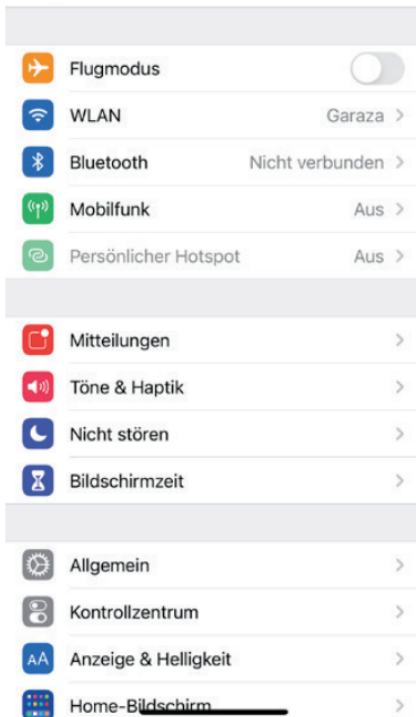 Flugmodus
WLAN Garaza
Bluetooth Nicht verbunden
Mobilfunk Aus
Persönlicher Hotspot Aus
Mitteilungen
Töne & Haptik
Nicht stören
Bildschirmzeit
Allgemein
Kontrollzentrum
AA Anzeige & Helligkeit
Home-Bildschirm